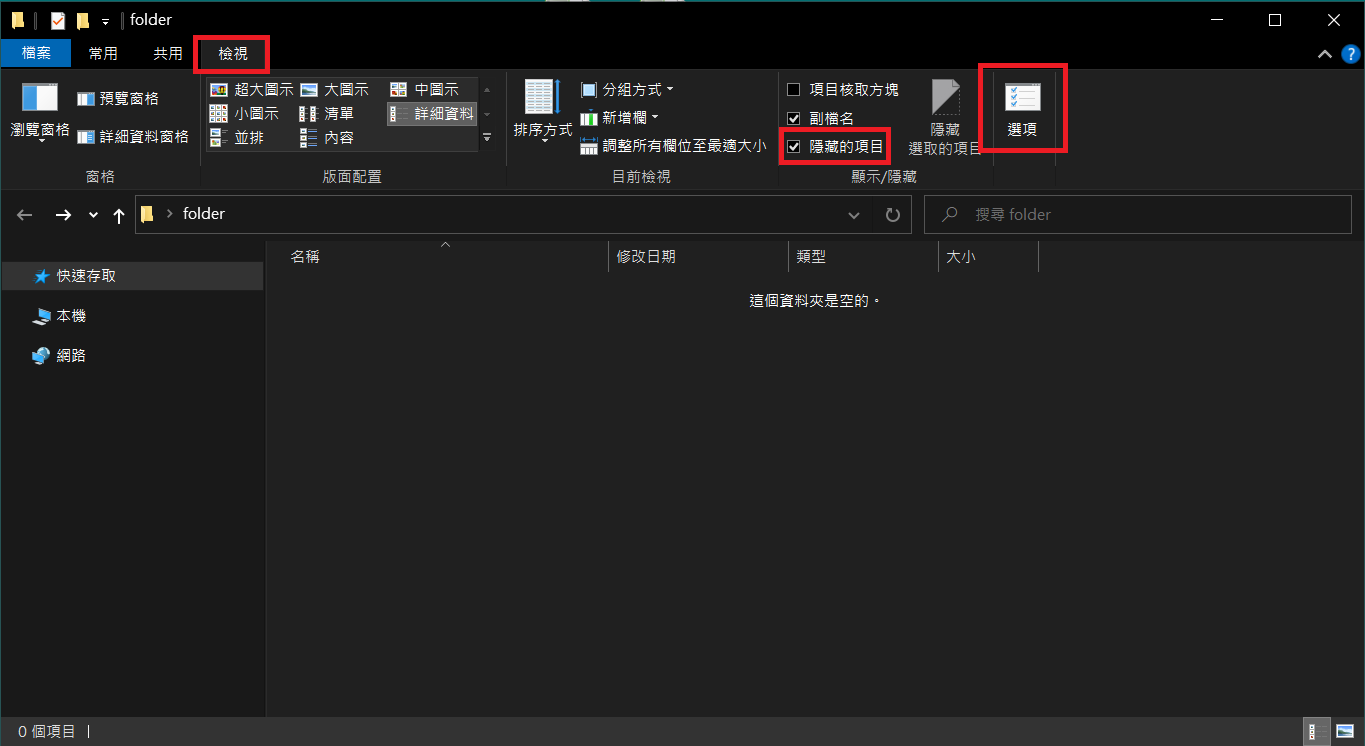 folder
檔案 常用 共用 檢視
瀏覽窗格
預覽窗格
詳細資料窗格
窗格
超大圖示 大圖示 中圖示
小圖示 清單 詳細資料
並排 內容
版面配置
排序方式
分組方式
新增欄
調整所有欄位至最適大小
目前檢視
項目核取方塊
副檔名
隱藏的項目
隱藏
選取的項目
顯示/隱藏
選項
folder
搜尋 folder
快速存取
本機
網路
名稱 修改日期 類型 大小
這個資料夾是空的。
0 個項目